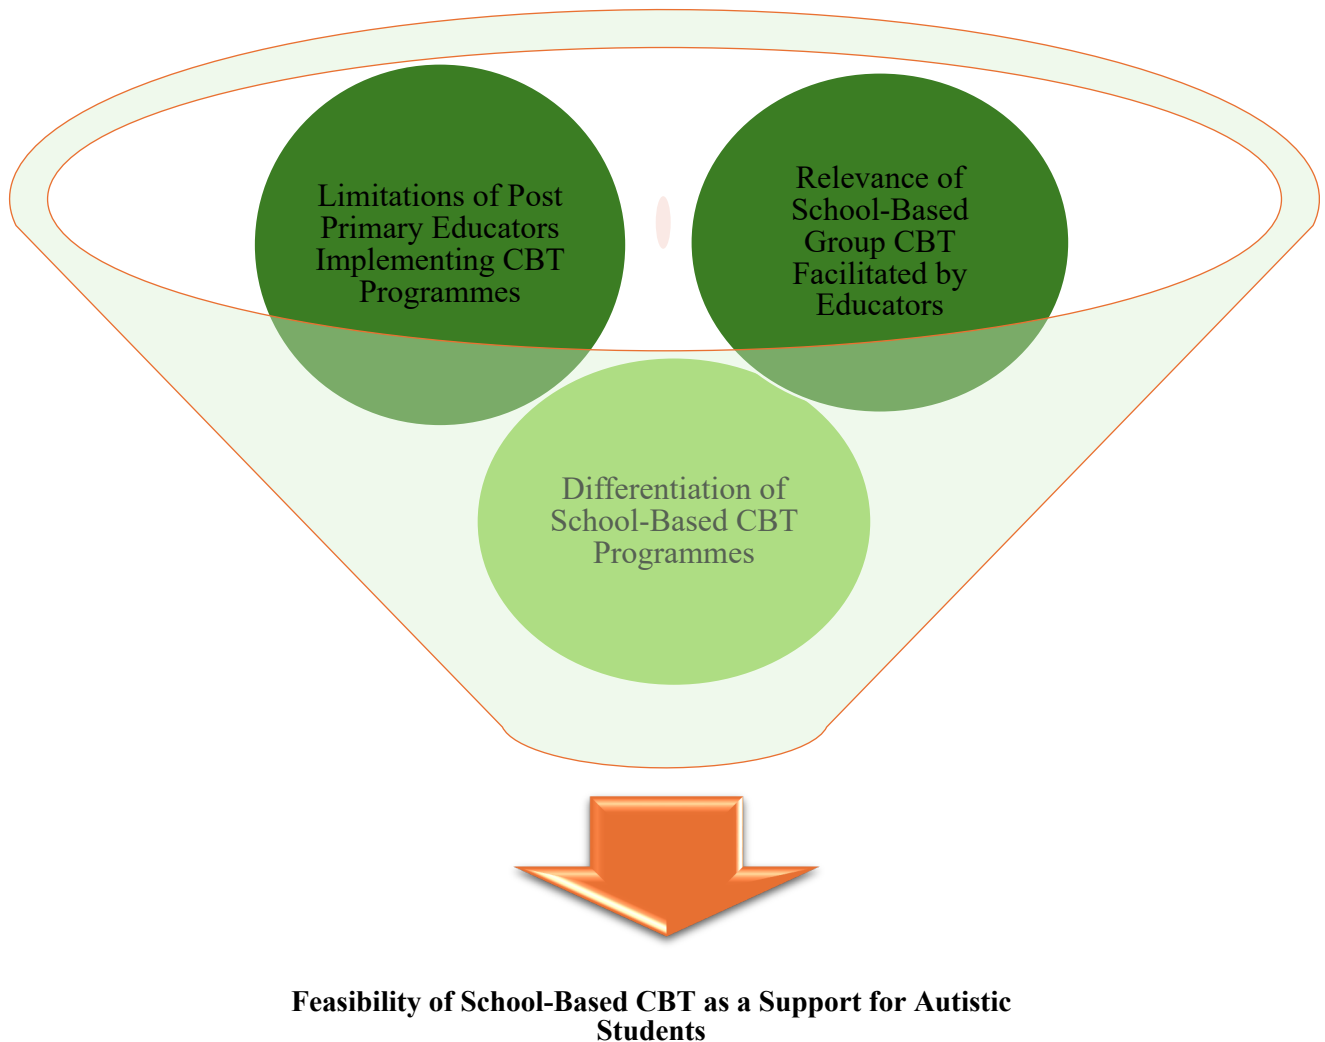 Limitations of Post
Primary Educators
Implementing CBT
Programmes
Relevance of
School-Based
Group CBT
Facilitated by
Educators
Differentiation of
School-Based CBT
Programmes
Feasibility of School-Based CBT as a Support for Autistic
Students